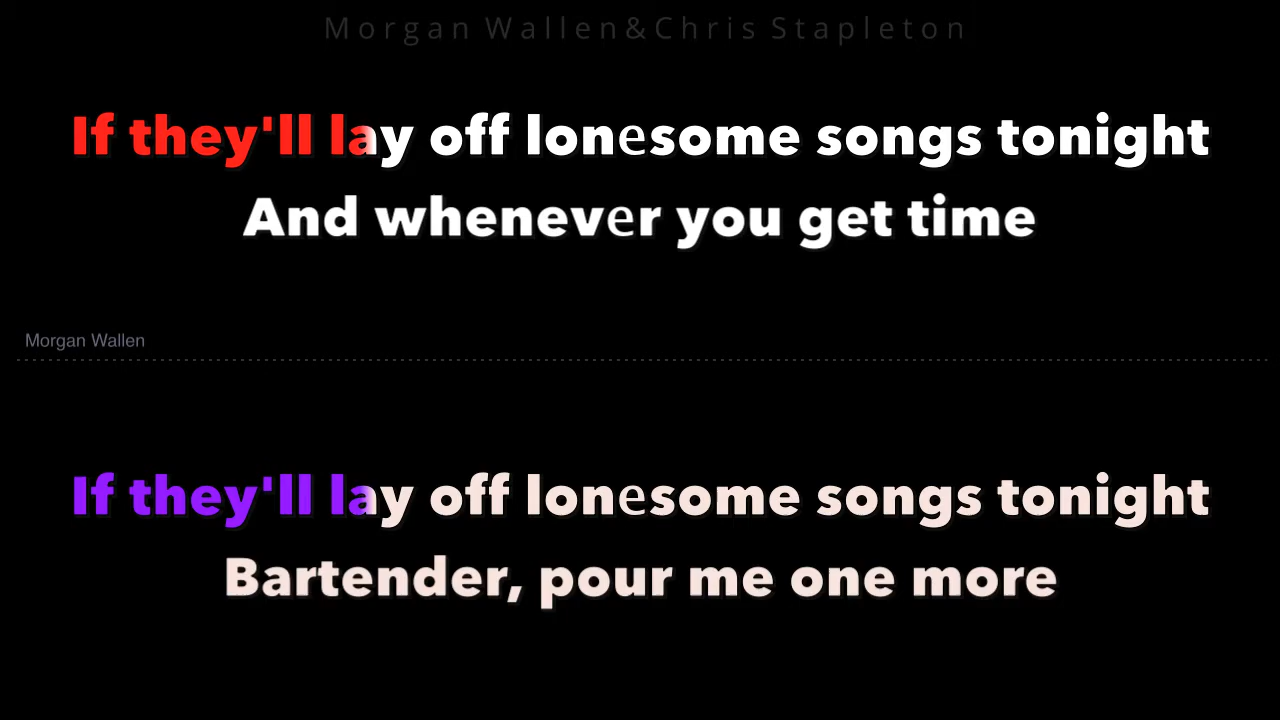 Morgan Wallen&Chris Stapleton
If they'll lay off lonesome songs tonight
And whenever you get time
Morgan Wallen
If they'll lay off lonesome songs tonight
Bartender, pour me one more